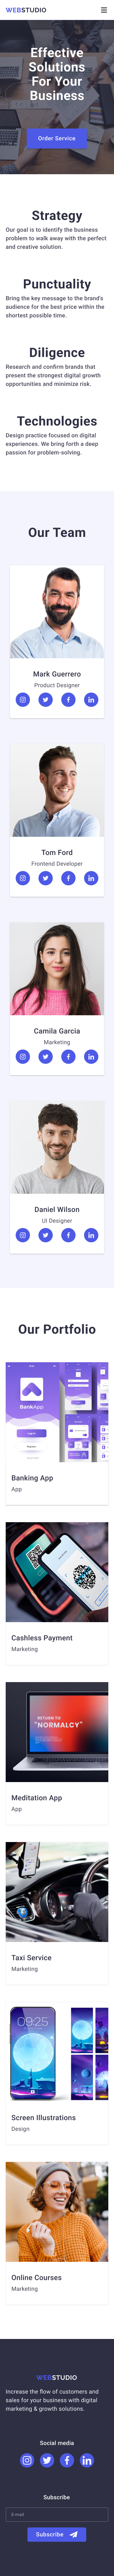 WEBSTUDIO
Effective
Solutions
For Your
Business
Order Service
Strategy
Our goal is to identify the business
problem to walk away with the perfect
and creative solution.
Punctuality
Bring the key message to the brand's
audience for the best price within the
shortest possible time.
Diligence
Research and confirm brands that
present the strongest digital growth
opportunities and minimize risk.
Technologies
Design practice focused on digital
experiences. We bring forth a deep
passion for problem-solving.
Our Team
Mark Guerrero
Product Designer
Tom Ford
Frontend Developer
Camila Garcia
Marketing
Daniel Wilson
UI Designer
Our Portfolio
BankApp
Banking App
App
Cashless Payment
Marketing
RETURN TO
"NORMALCY"
Meditation App
App
Taxi Service
Marketing
09:25
Screen Illustrations
Design
Online Courses
Marketing
WEBSTUDIO
Increase the flow of customers and
sales for your business with digital
marketing & growth solutions.
Social media
Subscribe
E-mail
Subscribe